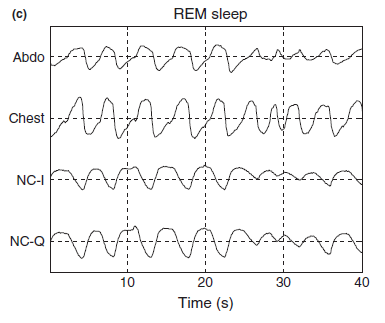 (c) REM sleep
Abdo
Chest
NC-I
NC-Q
10 20 30 40
Time (s)